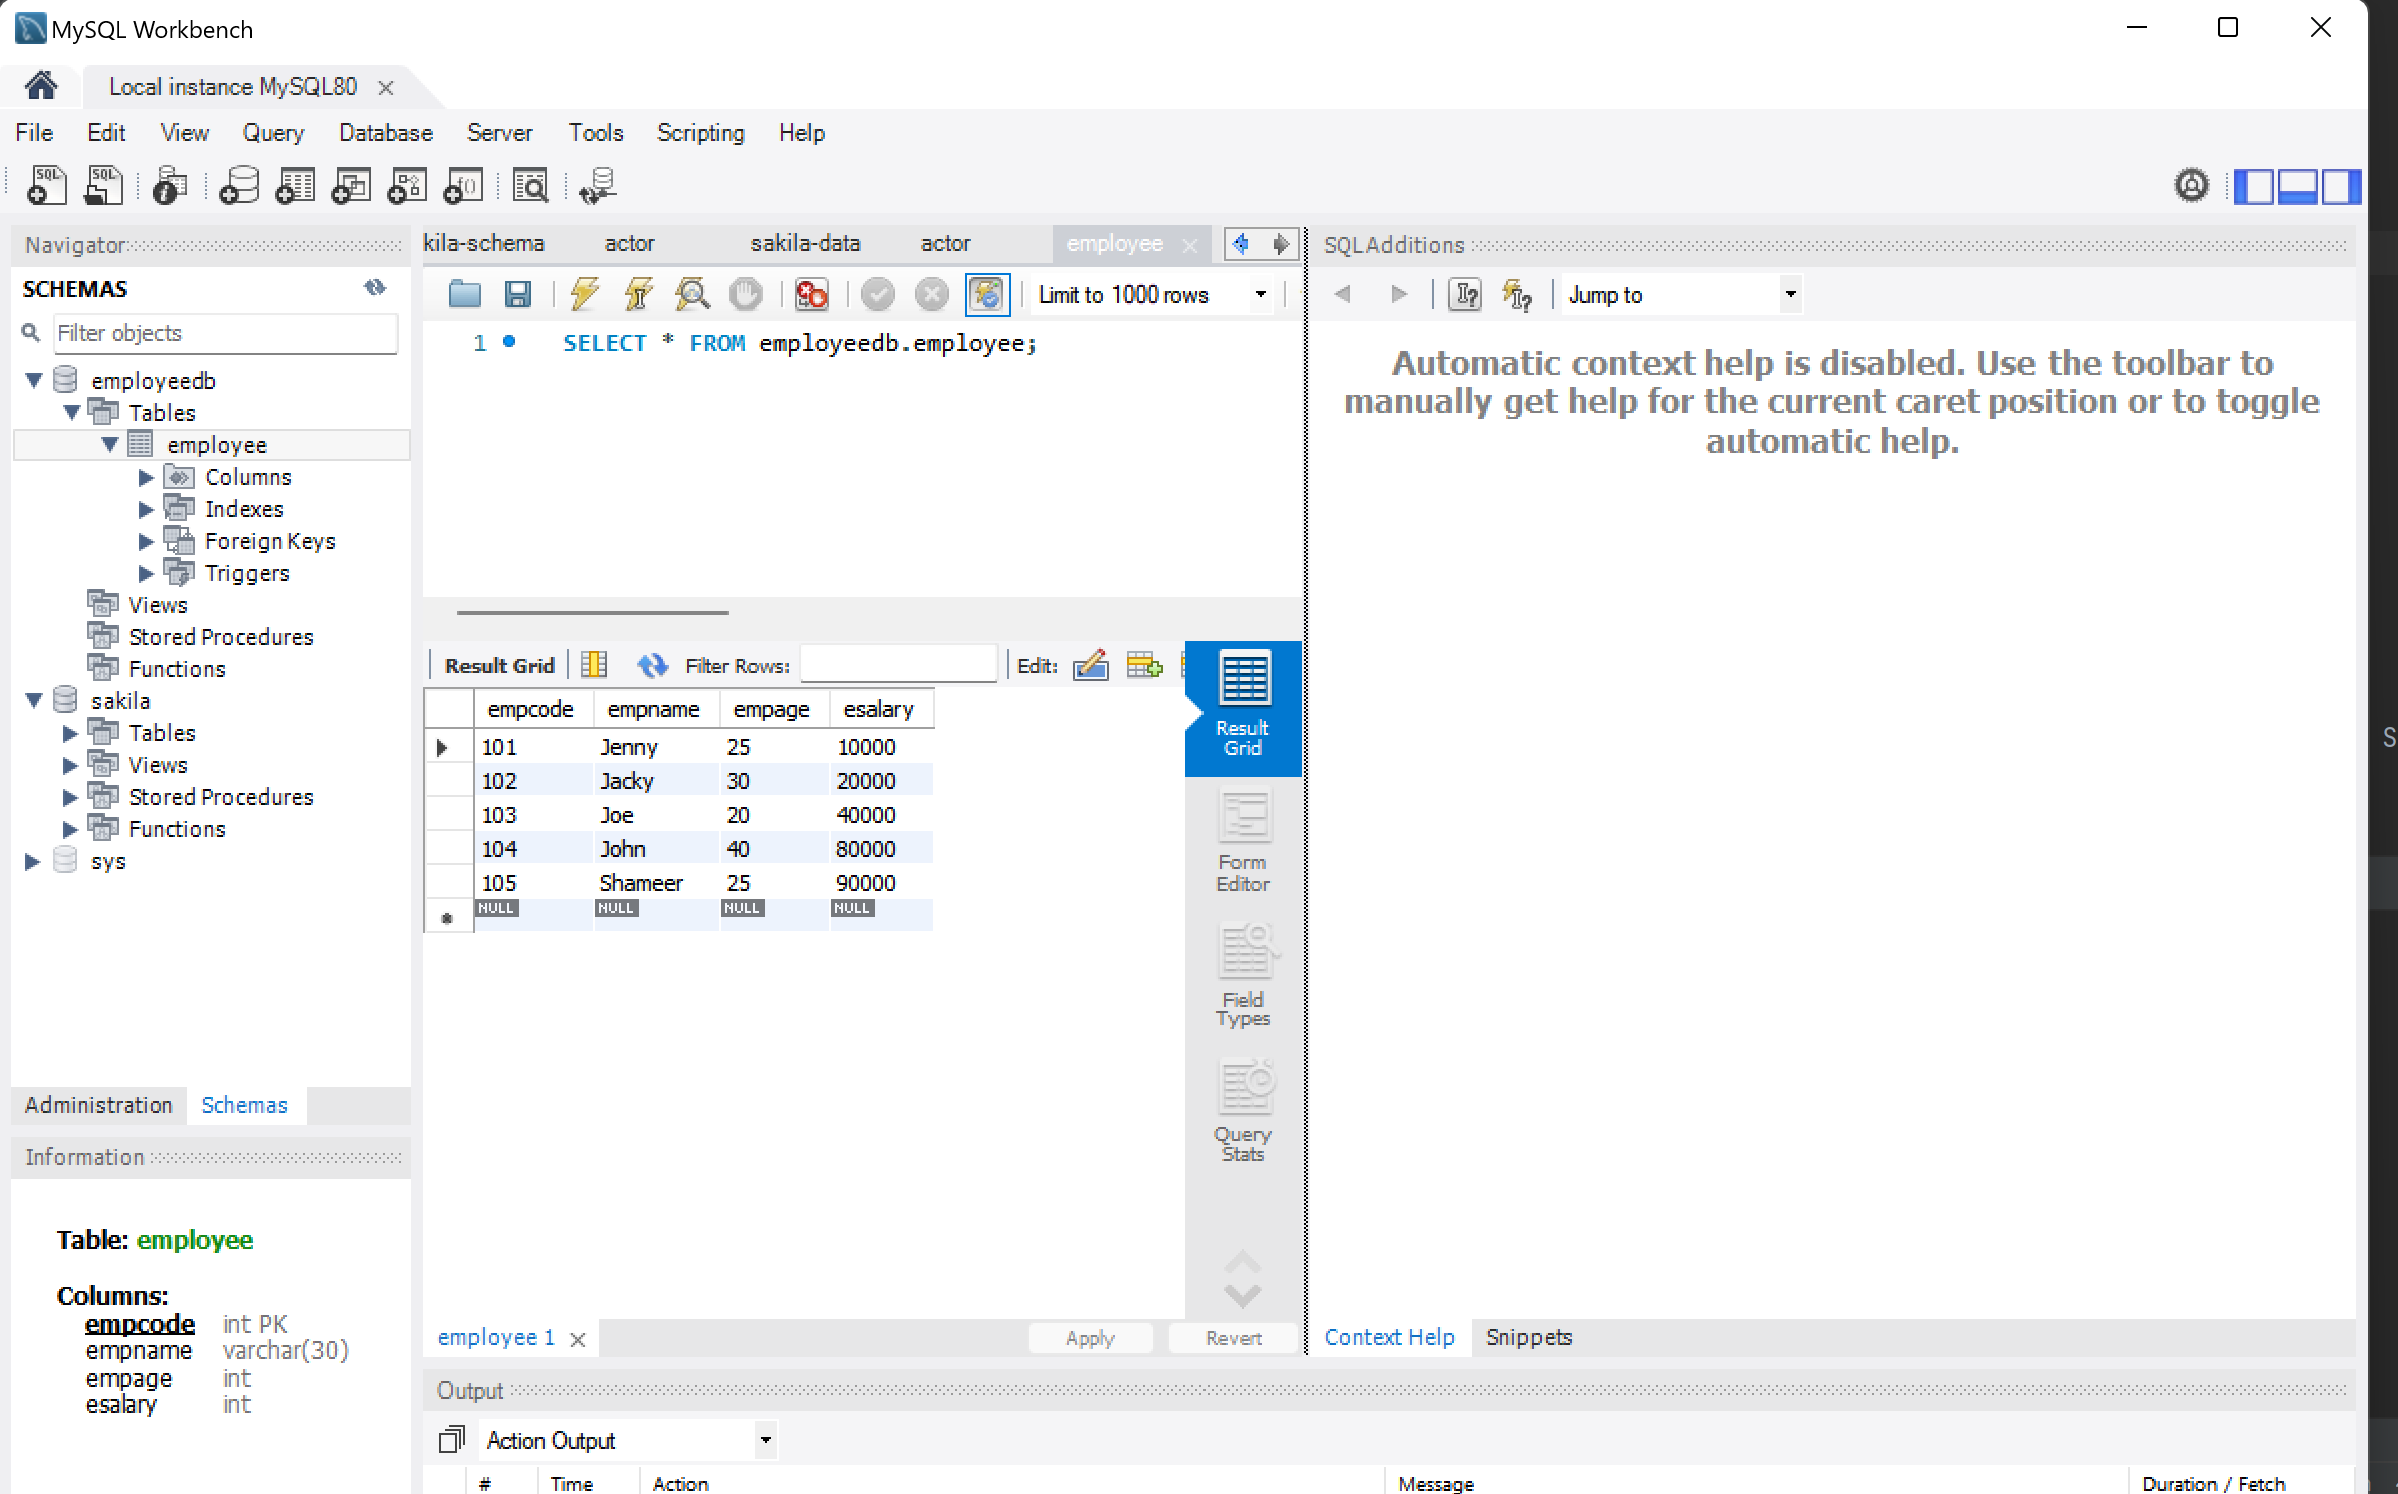 MySQL Workbench
Local instance MySQL80
File Edit View Query Database Server Tools Scripting Help
Navigator
SCHEMAS
Filter objects
employeedb
Tables
employee
Columns
Indexes
Foreign Keys
Triggers
Views
Stored Procedures
Functions
sakila
Tables
Views
Stored Procedures
Functions
sys
Administration Schemas
Information
Table: employee
Columns:
empcode int PK
empname varchar(30)
empage int
esalary int
kila-schema actor sakila-data actor employee
Limit to 1000 rows
1 SELECT * FROM employeedb.employee;
Result Grid Filter Rows: Edit:
empcode empname empage esalary
101 Jenny 25 10000
102 Jacky 30 20000
103 Joe 20 40000
104 John 40 80000
105 Shameer 25 90000
NULL NULL NULL NULL
Result
Grid
Form
Editor
Field
Types
Query
Stats
employee 1 Apply Revert
SQLAdditions
Jump to
Automatic context help is disabled. Use the toolbar to
manually get help for the current caret position or to toggle
automatic help.
Context Help Snippets
Output
Action Output
# Time Action Message Duration / Fetch
S